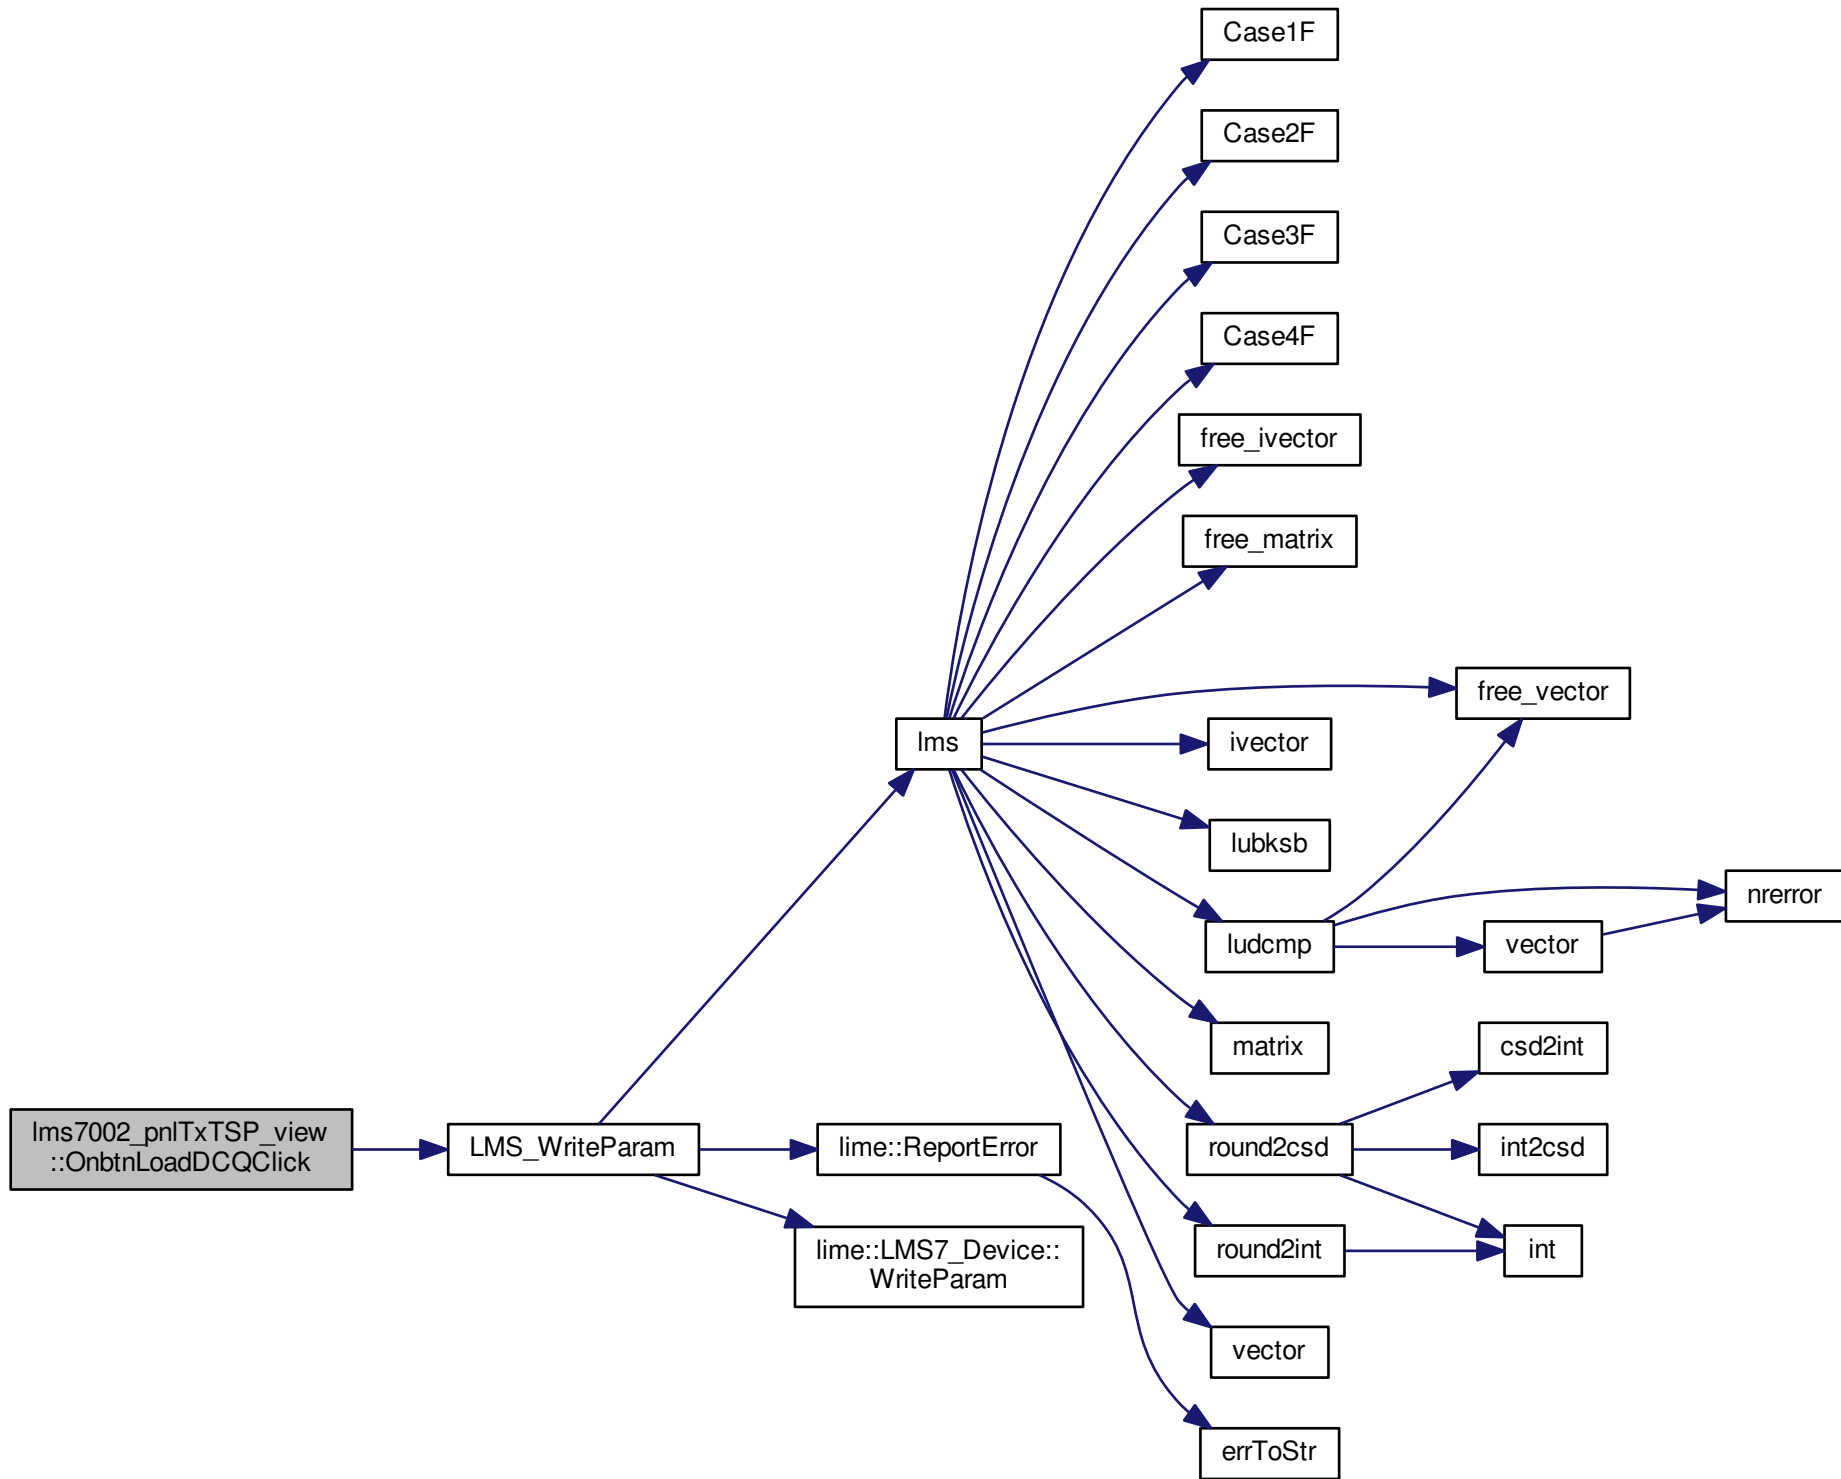 Case1F
Case2F
Case3F
Case4F
free_ivector
free_matrix
free_vector
lms
ivector
lubksb
nrerror
ludcmp
vector
matrix
csd2int
lms7002_pnlTxTSP_view
::OnbtnLoadDCQClick
LMS_WriteParam
lime::ReportError
round2csd
int2csd
lime::LMS7_Device::
WriteParam
round2int
int
vector
errToStr